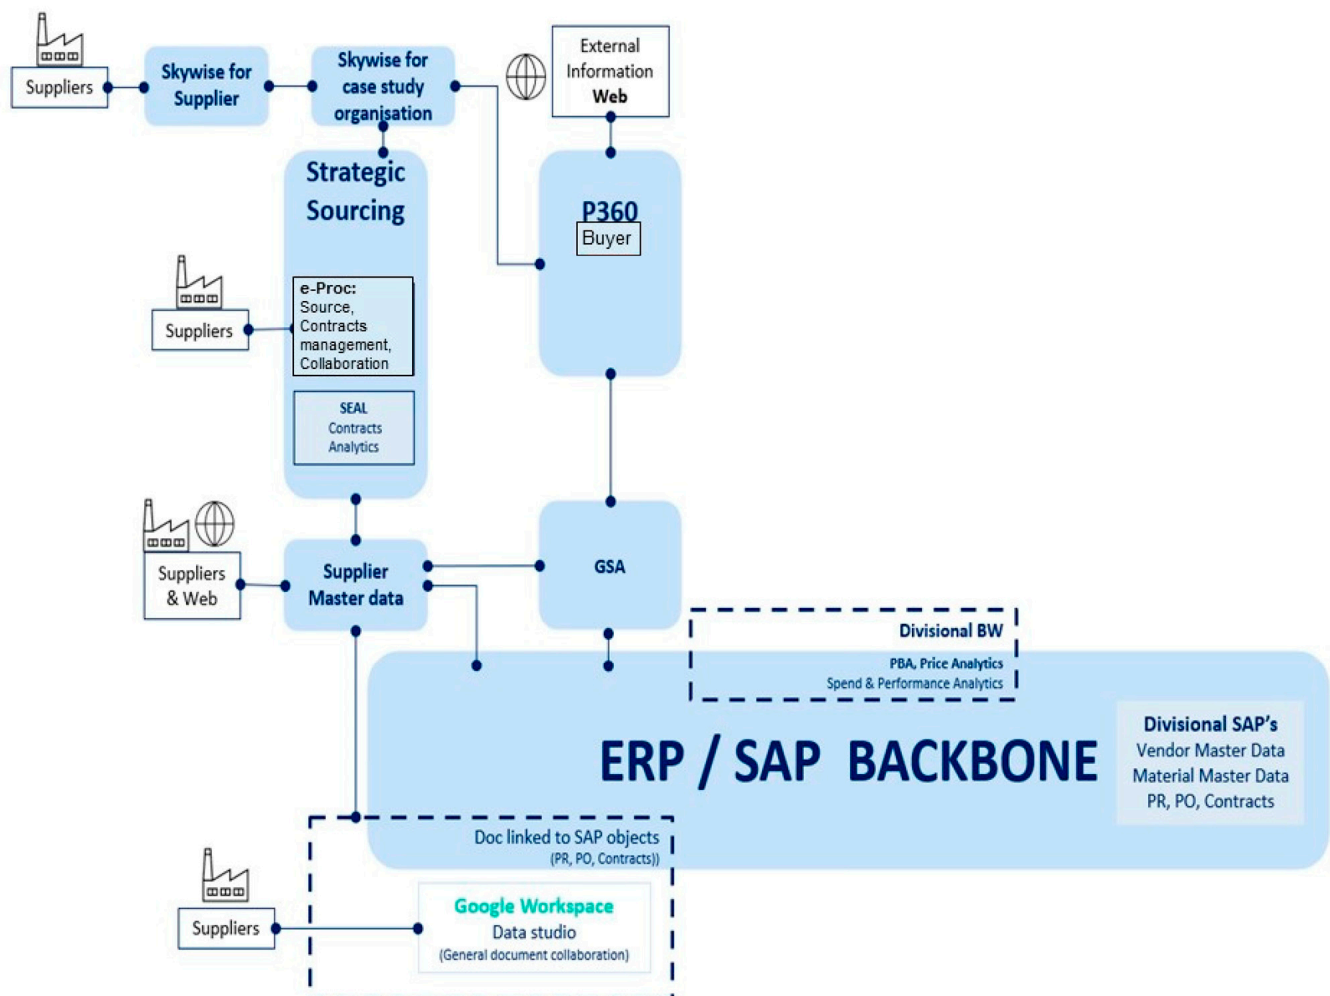 Suppliers
Skywise for
Supplier
Skywise for
case study
organisation
External
Information
Web
Strategic
Sourcing
P360
Buyer
e-Proc:
Source,
Contracts
management,
Collaboration
Suppliers
SEAL
Contracts
Analytics
Suppliers
& Web
Supplier
Master data
GSA
Divisional BW
PBA, Price Analytics
Spend & Performance Analytics
ERP / SAP BACKBONE
Divisional SAP's
Vendor Master Data
Material Master Data
PR, PO, Contracts
Doc linked to SAP objects
(PR, PO, Contracts))
Google Workspace
Data studio
(General document collaboration)
Suppliers